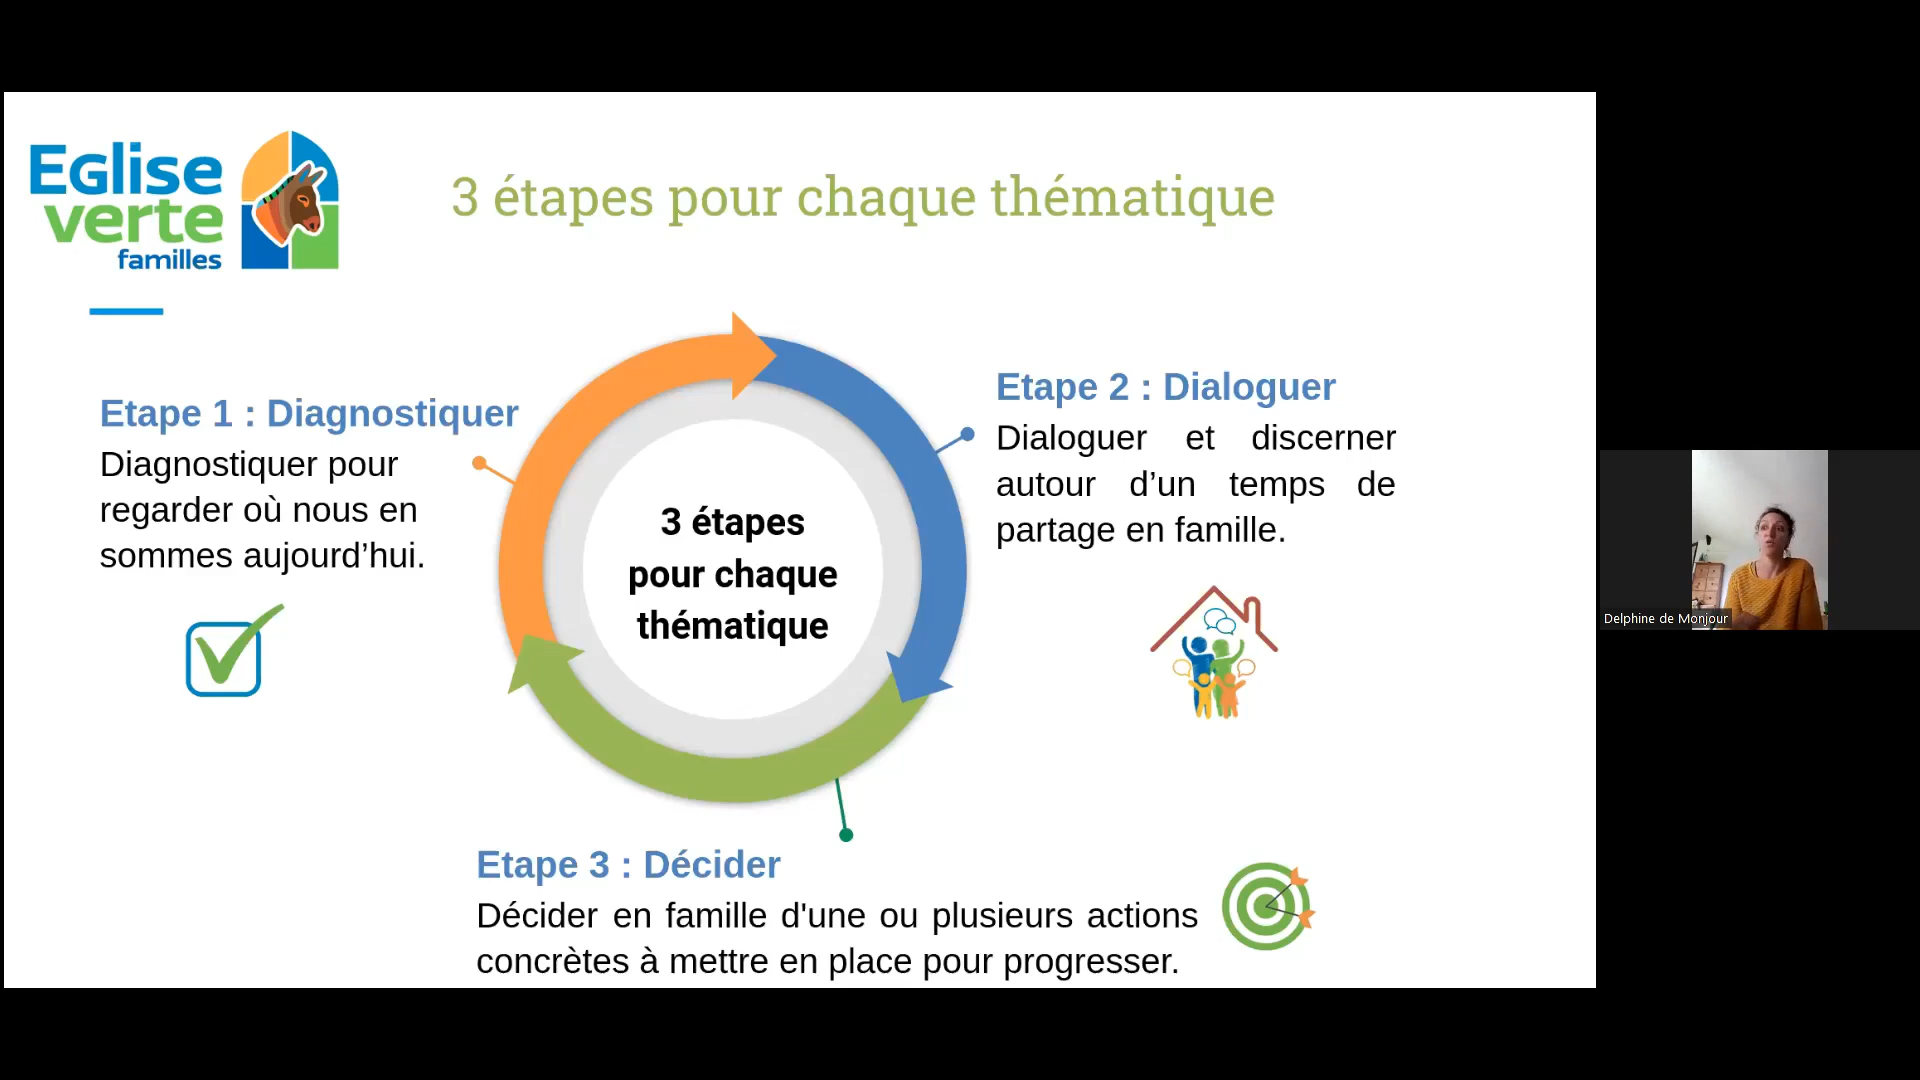 Eglise
verte
familles
3 étapes pour chaque thématique
Etape 1 : Diagnostiquer
Diagnostiquer pour
regarder où nous en
sommes aujourd’hui.
3 étapes
pour chaque
thématique
Etape 2 : Dialoguer
Dialoguer et discerner
autour d’un temps de
partage en famille.
Etape 3 : Décider
Décider en famille d'une ou plusieurs actions
concrètes à mettre en place pour progresser.
Delphine de Monjour